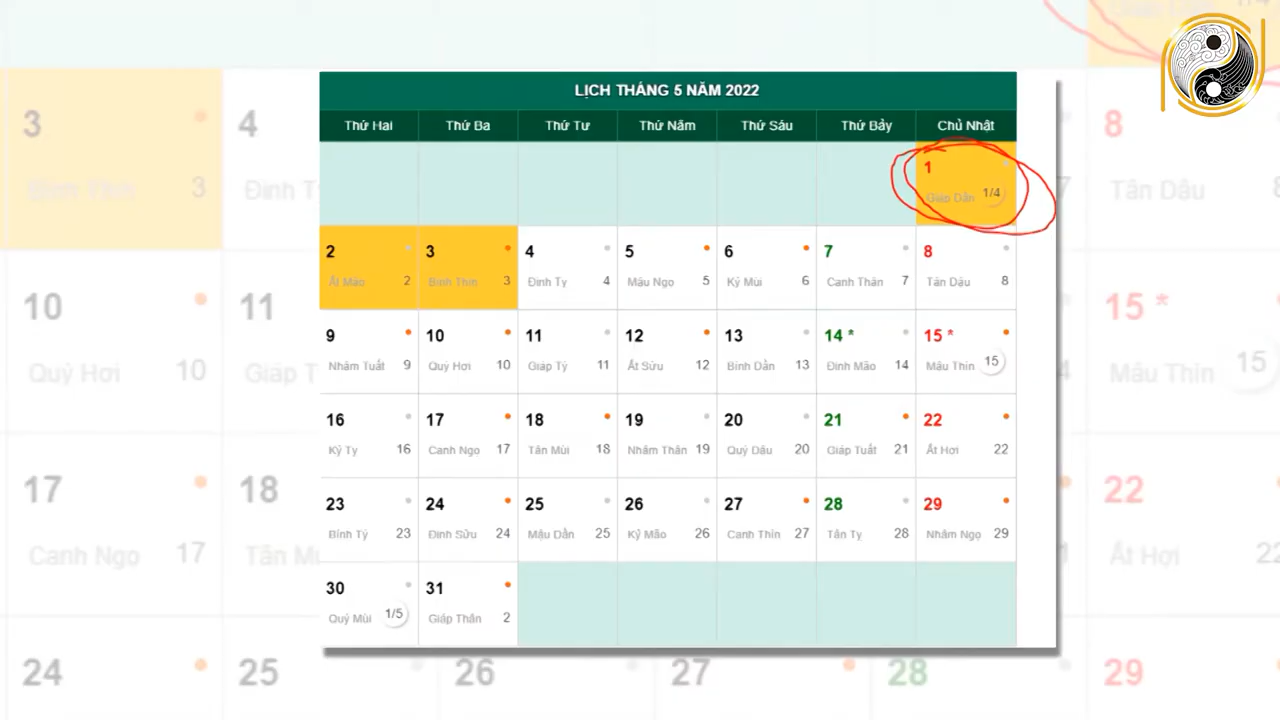 LỊCH THÁNG 5 NĂM 2022
Thứ Hai Thứ Ba Thứ Tư Thứ Năm Thứ Sáu Thứ Bảy Chủ Nhật
1
Giáp Dần 1/4
2 3 4 5 6 7 8
Ất Mão 2 Bính Thìn 3 Đinh Tỵ 4 Mậu Ngọ 5 Kỷ Mùi 6 Canh Thân 7 Tân Dậu 8
9 10 11 12 13 14 * 15 *
Nhâm Tuất 9 Quý Hợi 10 Giáp Tý 11 Ất Sửu 12 Bính Dần 13 Đinh Mão 14 Mậu Thìn 15
16 17 18 19 20 21 22
Kỷ Tỵ 16 Canh Ngọ 17 Tân Mùi 18 Nhâm Thân 19 Quý Dậu 20 Giáp Tuất 21 Ất Hợi 22
23 24 25 26 27 28 29
Bính Tý 23 Đinh Sửu 24 Mậu Dần 25 Kỷ Mão 26 Canh Thìn 27 Tân Tỵ 28 Nhâm Ngọ 29
30 31
Quý Mùi 1/5 Giáp Thân 2
3 4 8
Bính Thìn 3 Đinh T Tân Dậu 8
10 11 15 *
Quý Hợi 10 Giáp T Mậu Thìn 15
17 18 22
Canh Ngọ 17 Tân M Ất Hợi 22
24 25 26 27 28 29